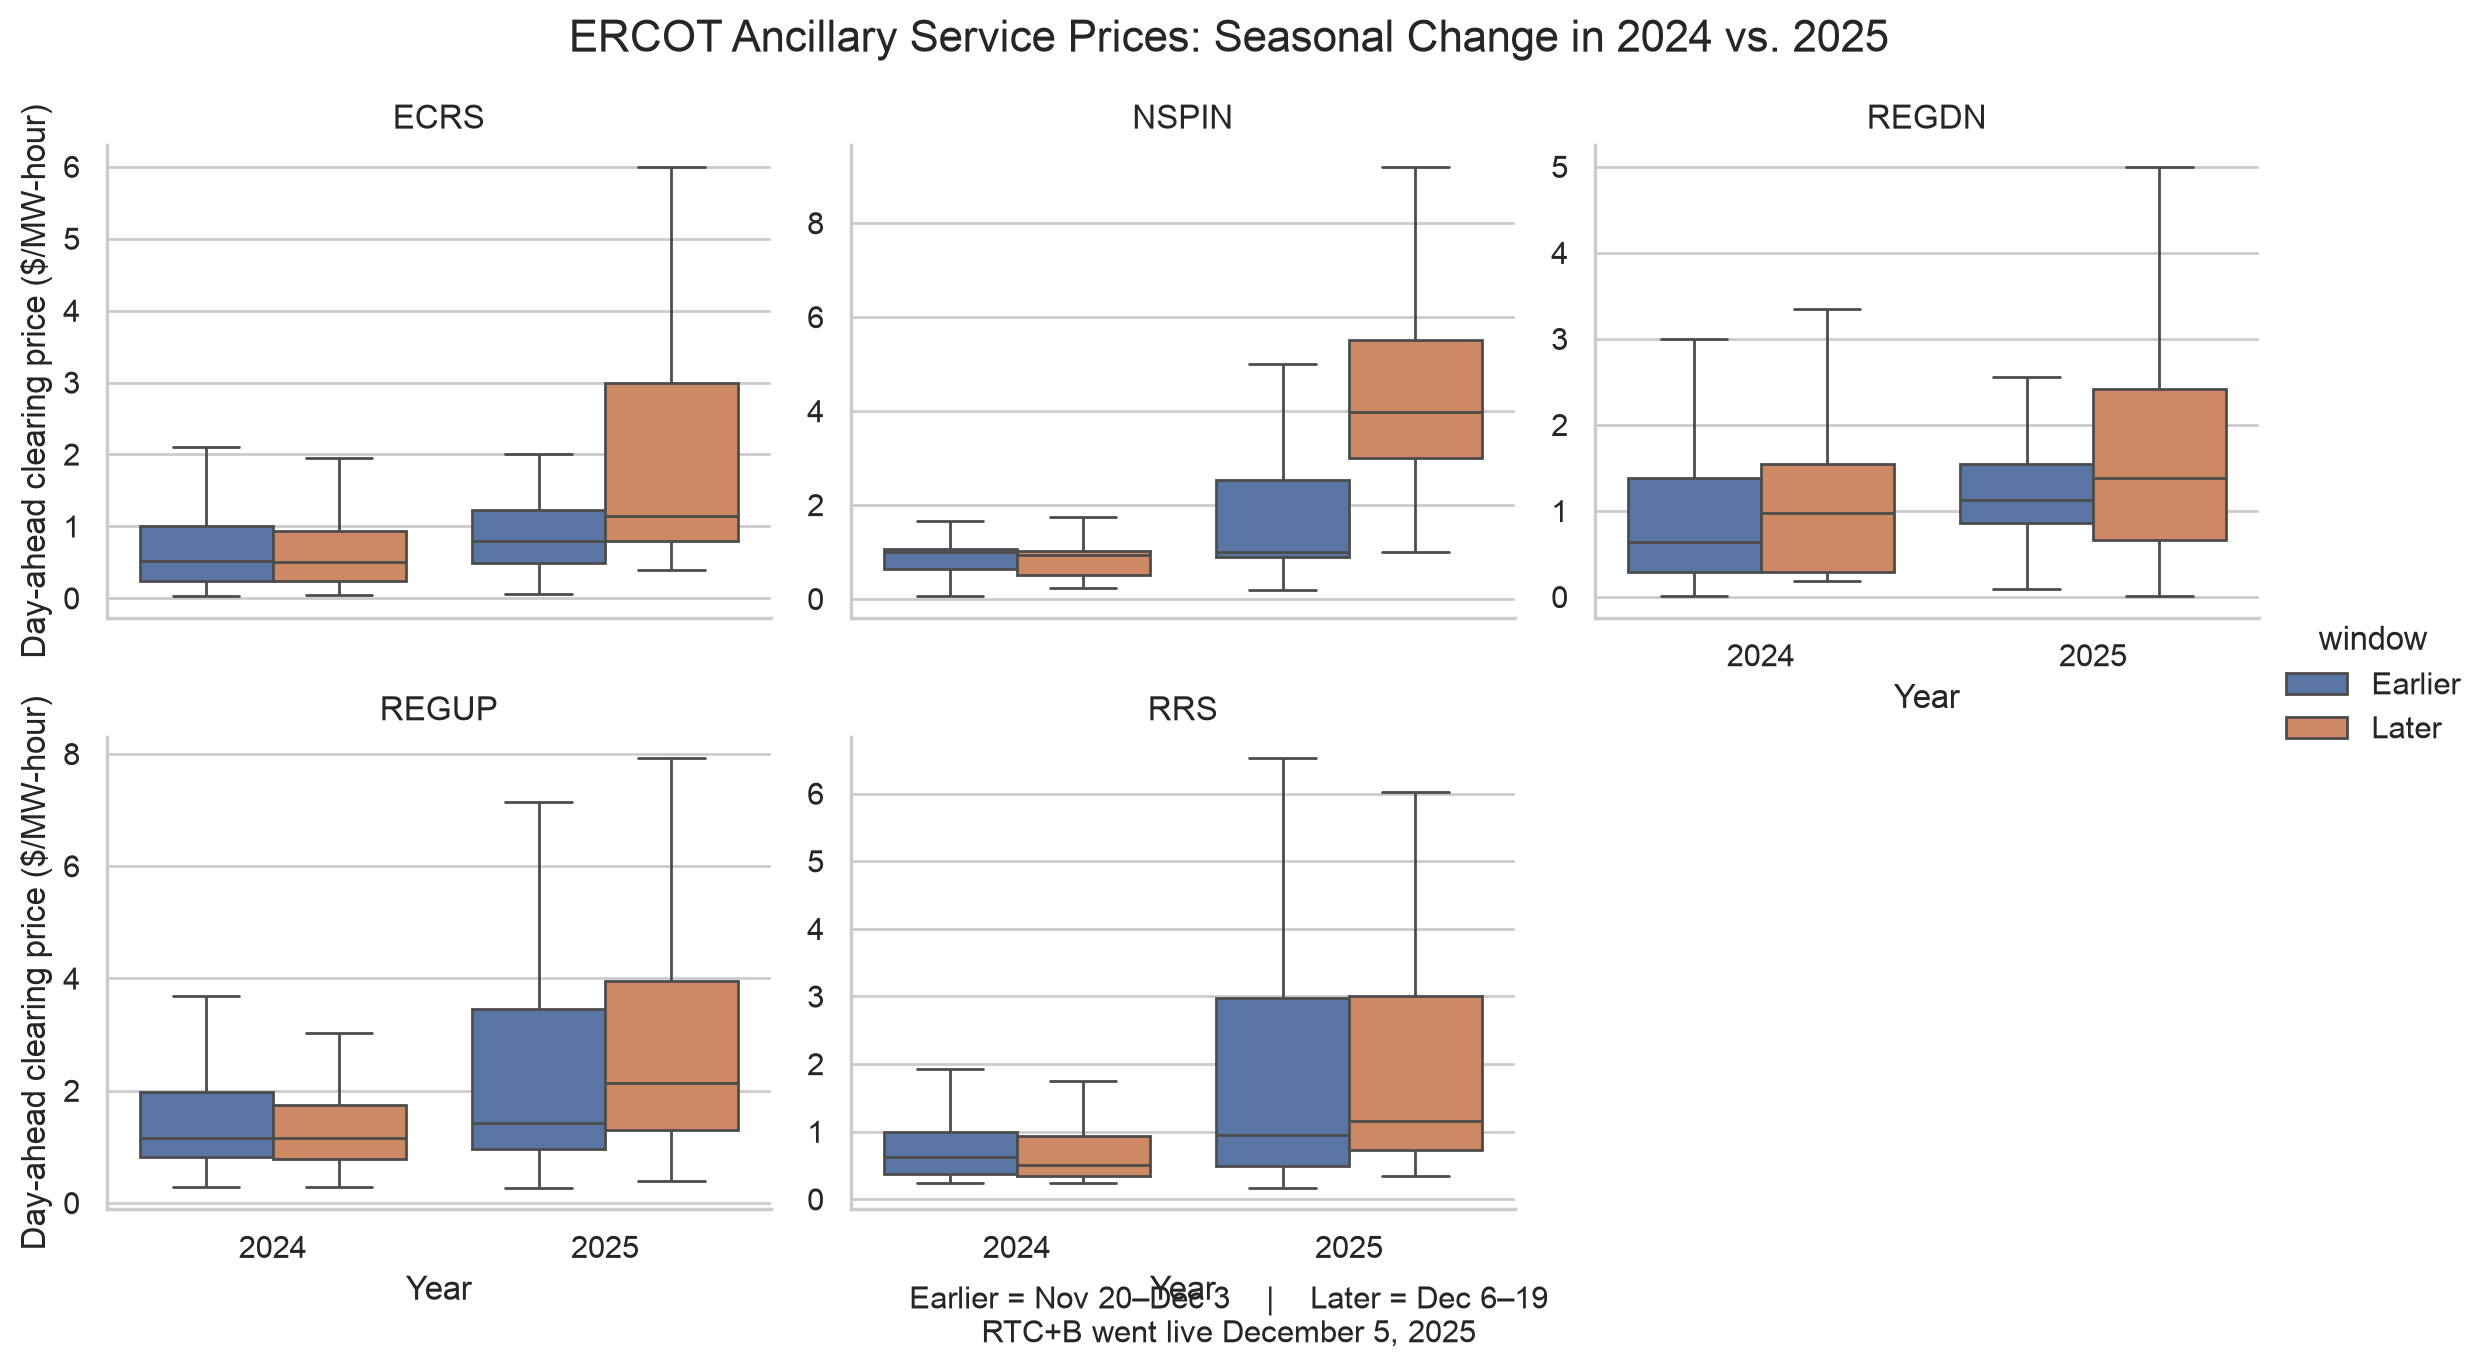 ERCOT Ancillary Service Prices: Seasonal Change in 2024 vs. 2025
ECRS
Day-ahead clearing price ($/MW-hour)
6
5
4
3
2
1
0
NSPIN
8
6
4
2
0
REGDN
5
4
3
2
1
0
2024
2025
Year
window
Earlier
Later
REGUP
Day-ahead clearing price ($/MW-hour)
8
6
4
2
0
2024
2025
Year
RRS
6
5
4
3
2
1
0
2024
2025
Year
Earlier = Nov 20–Dec 3 | Later = Dec 6–19
RTC+B went live December 5, 2025